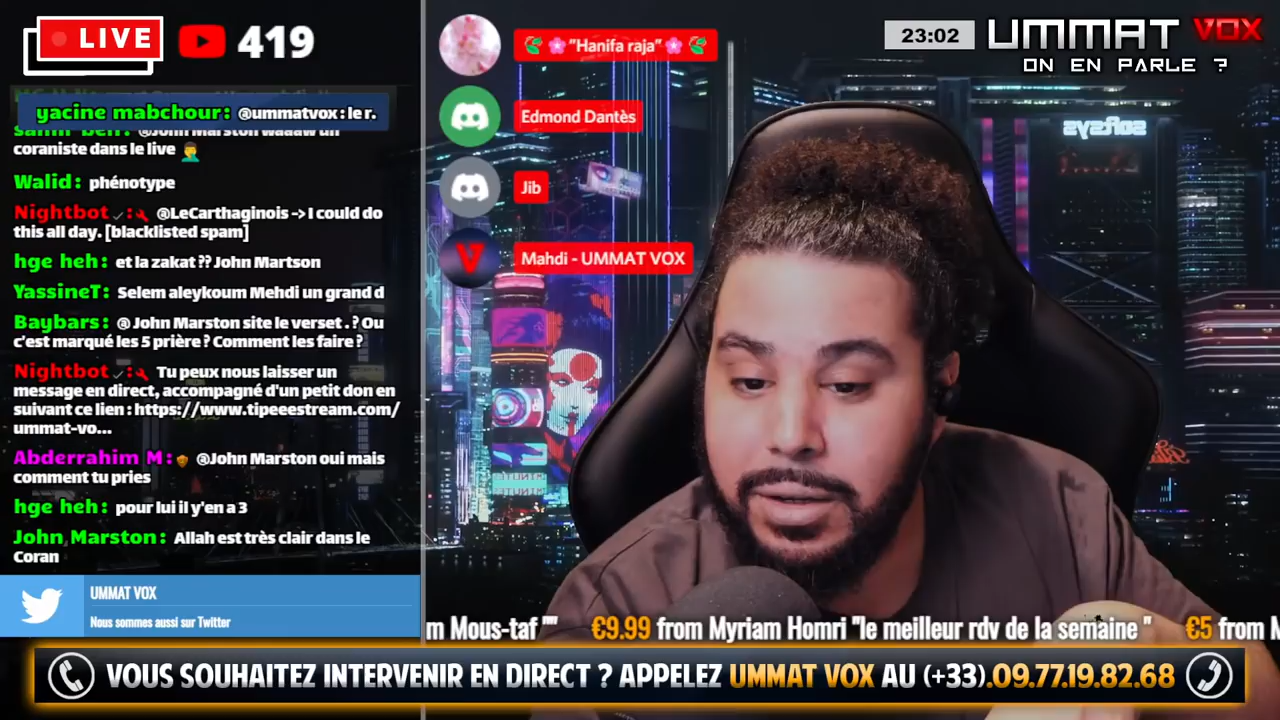 LIVE
419
yacine mabchour: @ummatvox : le r.
coraniste dans le live
Walid: phénotype
Nightbot : @LeCarthaginois -> I could do
this all day. [blacklisted spam]
hge heh: et la zakat ?? John Martson
YassineT: Selem aleykoum Mehdi un grand d
Baybars: @ John Marston site le verset . ? Ou
c'est marqué les 5 prière ? Comment les faire ?
Nightbot : Tu peux nous laisser un
message en direct, accompagné d'un petit don en
suivant ce lien : https://www.tipeeestream.com/
ummat-vo...
Abderrahim M: @John Marston oui mais
comment tu pries
hge heh: pour lui il y'en a 3
John Marston: Allah est très clair dans le
Coran
UMMAT VOX
Nous sommes aussi sur Twitter
"Hanifa raja"
Edmond Dantès
Jib
Mahdi - UMMAT VOX
23:02
UMMAT VOX
ON EN PARLE ?
softsys
m Mous-taf "" €9.99 from Myriam Homri "le meilleur rdv de la semaine " €5 from M
VOUS SOUHAITEZ INTERVENIR EN DIRECT ? APPELEZ UMMAT VOX AU (+33).09.77.19.82.68